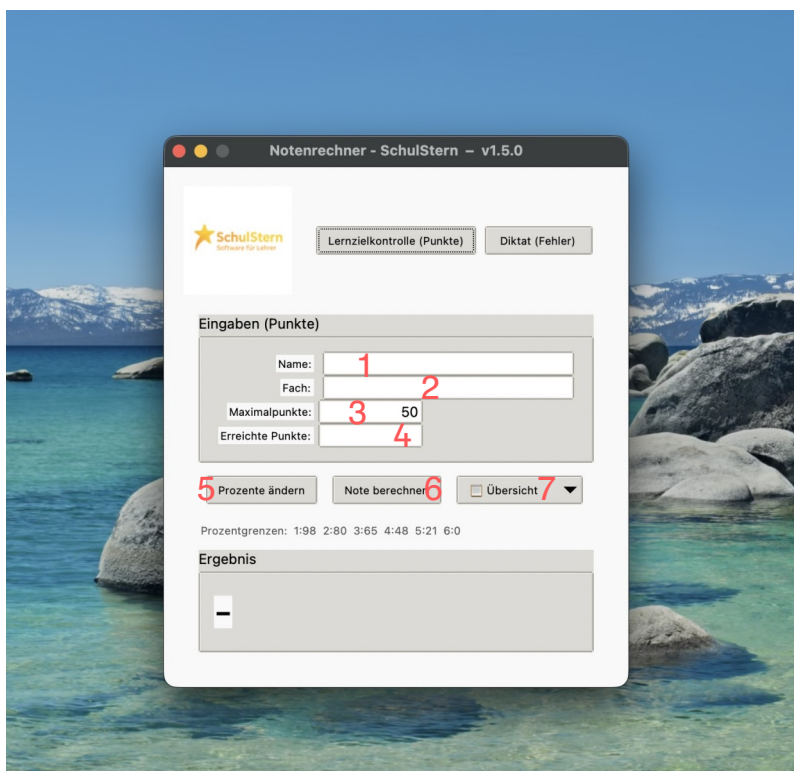 Notenrechner - SchulStern – v1.5.0
SchulStern
Software für Lehrer
Lernzielkontrolle (Punkte) Diktat (Fehler)
Eingaben (Punkte)
Name: 1
Fach: 2
Maximalpunkte: 3 50
Erreichte Punkte: 4
5 Prozente ändern Note berechnen 6 Übersicht 7
Prozentgrenzen: 1:98 2:80 3:65 4:48 5:21 6:0
Ergebnis
–